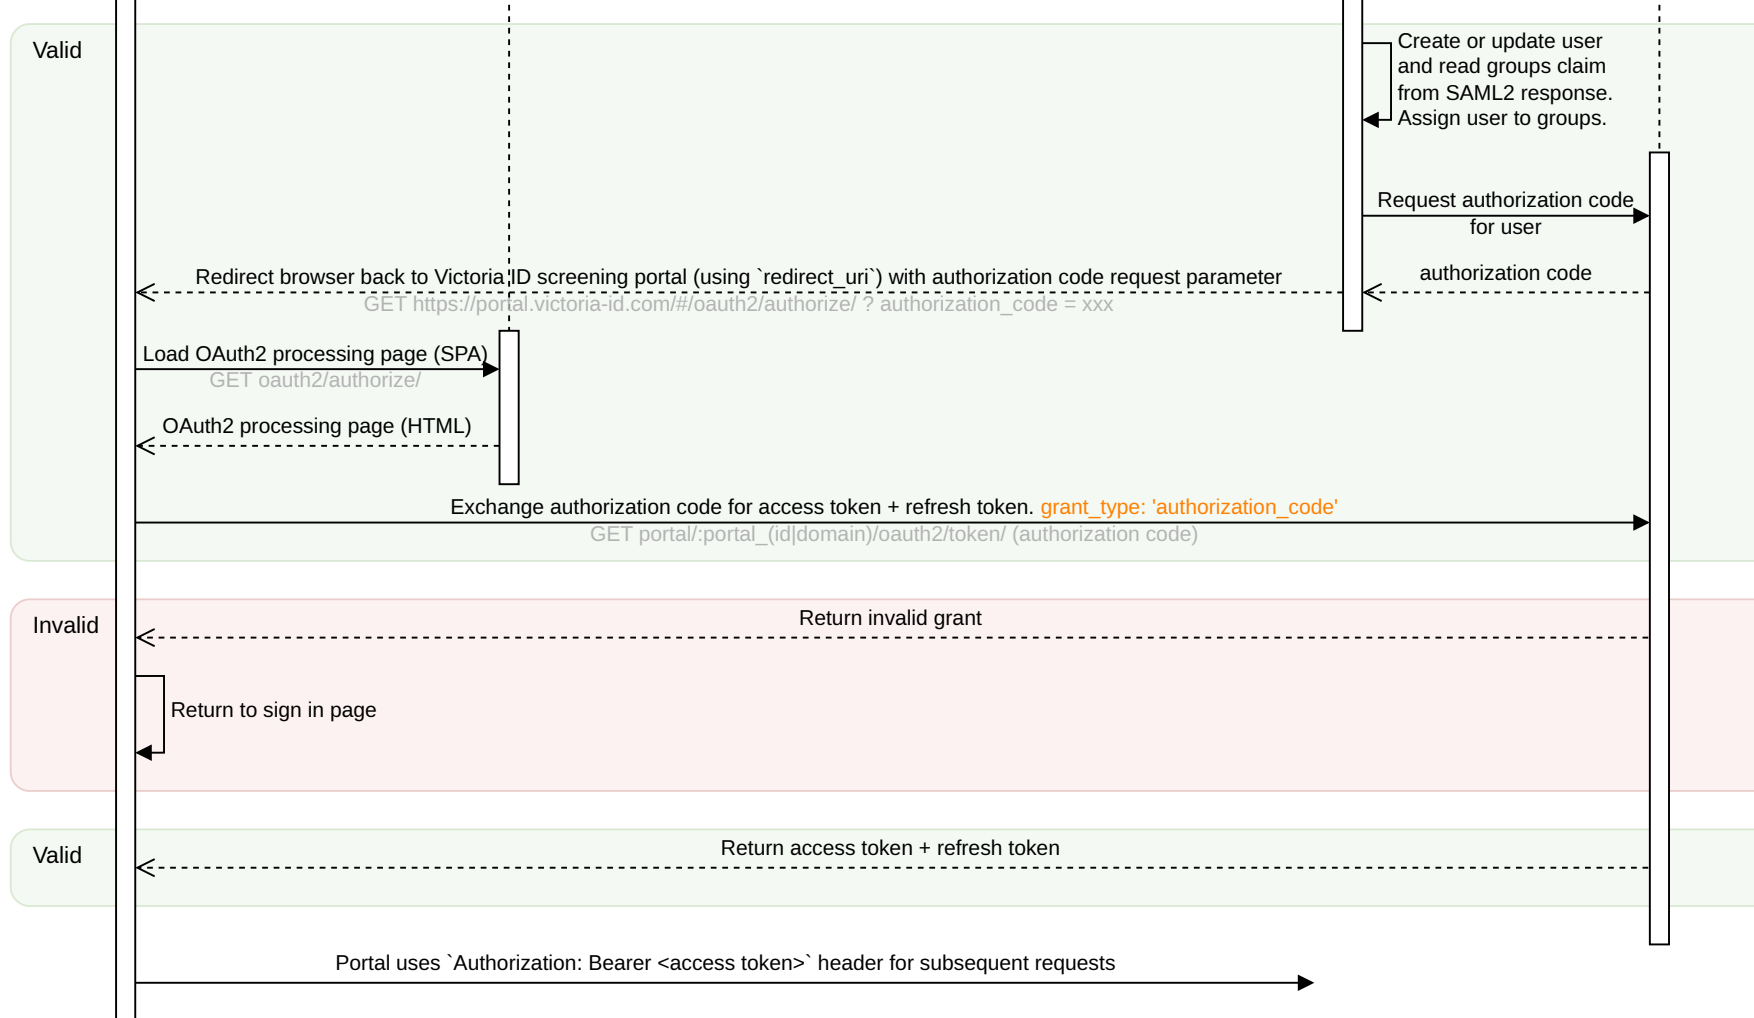 Valid
Create or update user
and read groups claim
from SAML2 response.
Assign user to groups.
Request authorization code
for user
authorization code
Redirect browser back to Victoria ID screening portal (using `redirect_uri`) with authorization code request parameter
GET https://portal.victoria-id.com/#/oauth2/authorize/ ? authorization_code = xxx
Load OAuth2 processing page (SPA)
GET oauth2/authorize/
OAuth2 processing page (HTML)
Exchange authorization code for access token + refresh token. grant_type: 'authorization_code'
GET portal/:portal_(id|domain)/oauth2/token/ (authorization code)
Invalid
Return invalid grant
Return to sign in page
Valid
Return access token + refresh token
Portal uses `Authorization: Bearer <access token>` header for subsequent requests